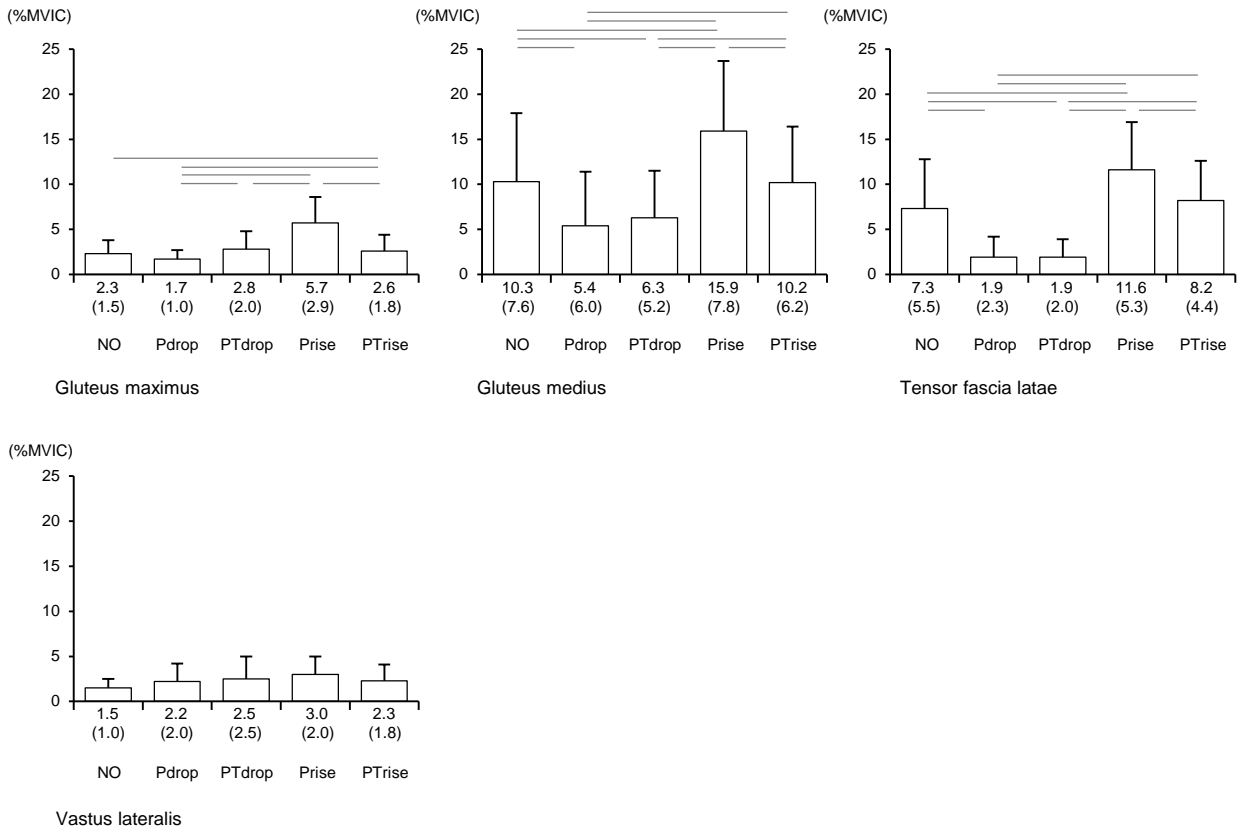 (%MVIC)
25
20
15
10
5
0
2.3 1.7 2.8 5.7 2.6
(1.5) (1.0) (2.0) (2.9) (1.8)
NO Pdrop PTdrop Prise PTrise
Gluteus maximus
(%MVIC)
25
20
15
10
5
0
10.3 5.4 6.3 15.9 10.2
(7.6) (6.0) (5.2) (7.8) (6.2)
NO Pdrop PTdrop Prise PTrise
Gluteus medius
(%MVIC)
25
20
15
10
5
0
7.3 1.9 1.9 11.6 8.2
(5.5) (2.3) (2.0) (5.3) (4.4)
NO Pdrop PTdrop Prise PTrise
Tensor fascia latae
(%MVIC)
25
20
15
10
5
0
1.5 2.2 2.5 3.0 2.3
(1.0) (2.0) (2.5) (2.0) (1.8)
NO Pdrop PTdrop Prise PTrise
Vastus lateralis